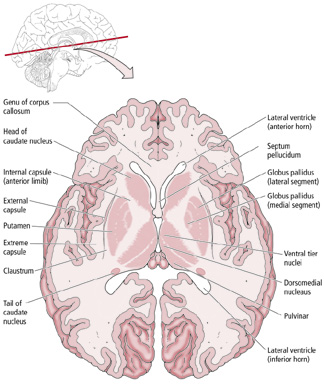 Genu of corpus
callosum
Head of
caudate nucleus
Internal capsule
(anterior limib)
External
capsule
Putamen
Extreme
capsule
Claustrum
Tail of
caudate
nucleus
Lateral ventricle
(anterior horn)
Septum
pellucidum
Globus pallidus
(lateral segment)
Globus pallidus
(medial segment)
Ventral tier
nuclei
Dorsomedial
nucleaus
Pulvinar
Lateral ventricle
(inferior horn)